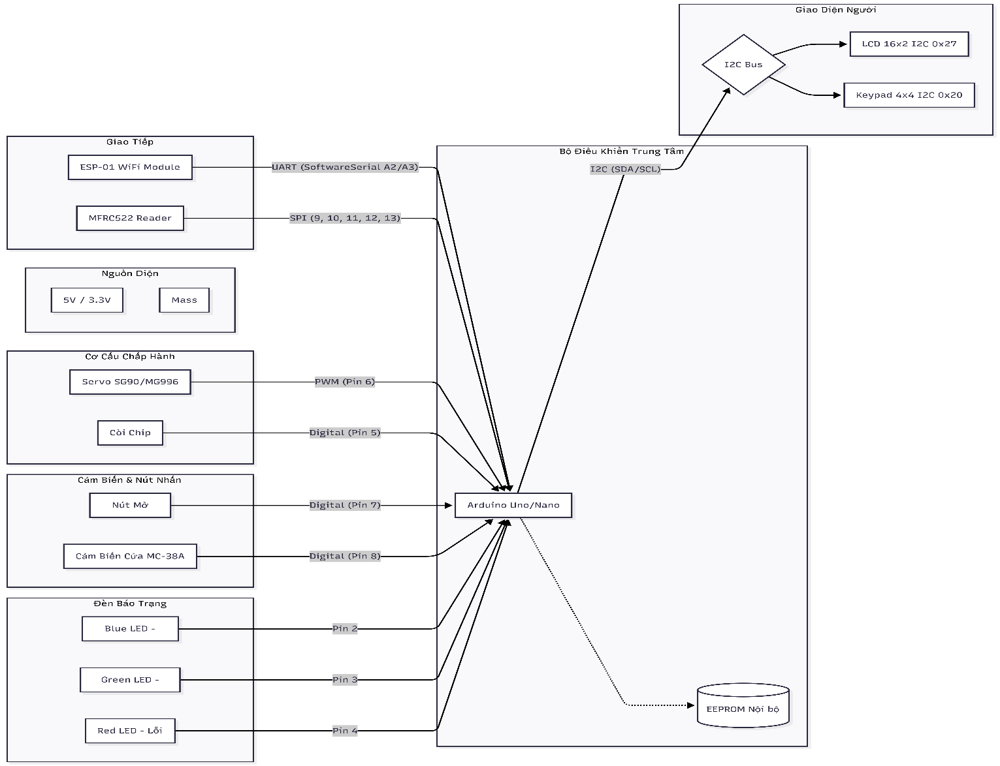 Giao Diện Người
I2C Bus
LCD 16x2 I2C 0x27
Keypad 4x4 I2C 0x20
Giao Tiếp
ESP-01 WiFi Module
UART (SoftwareSerial A2/A3)
MFRC522 Reader
SPI (9, 10, 11, 12, 13)
Bộ Điều Khiển Trung Tâm
I2C (SDA/SCL)
Nguồn Diện
5V / 3.3V
Mass
Cơ Cấu Chấp Hành
Servo SG90/MG996
PWM (Pin 6)
Còi Chip
Digital (Pin 5)
Cảm Biến & Nút Nhấn
Nút Mở
Digital (Pin 7)
Arduino Uno/Nano
Cảm Biến Cửa MC-38A
Digital (Pin 8)
Đèn Báo Trạng
Blue LED -
Pin 2
Green LED -
Pin 3
Red LED - Lỗi
Pin 4
EEPROM Nội bộ